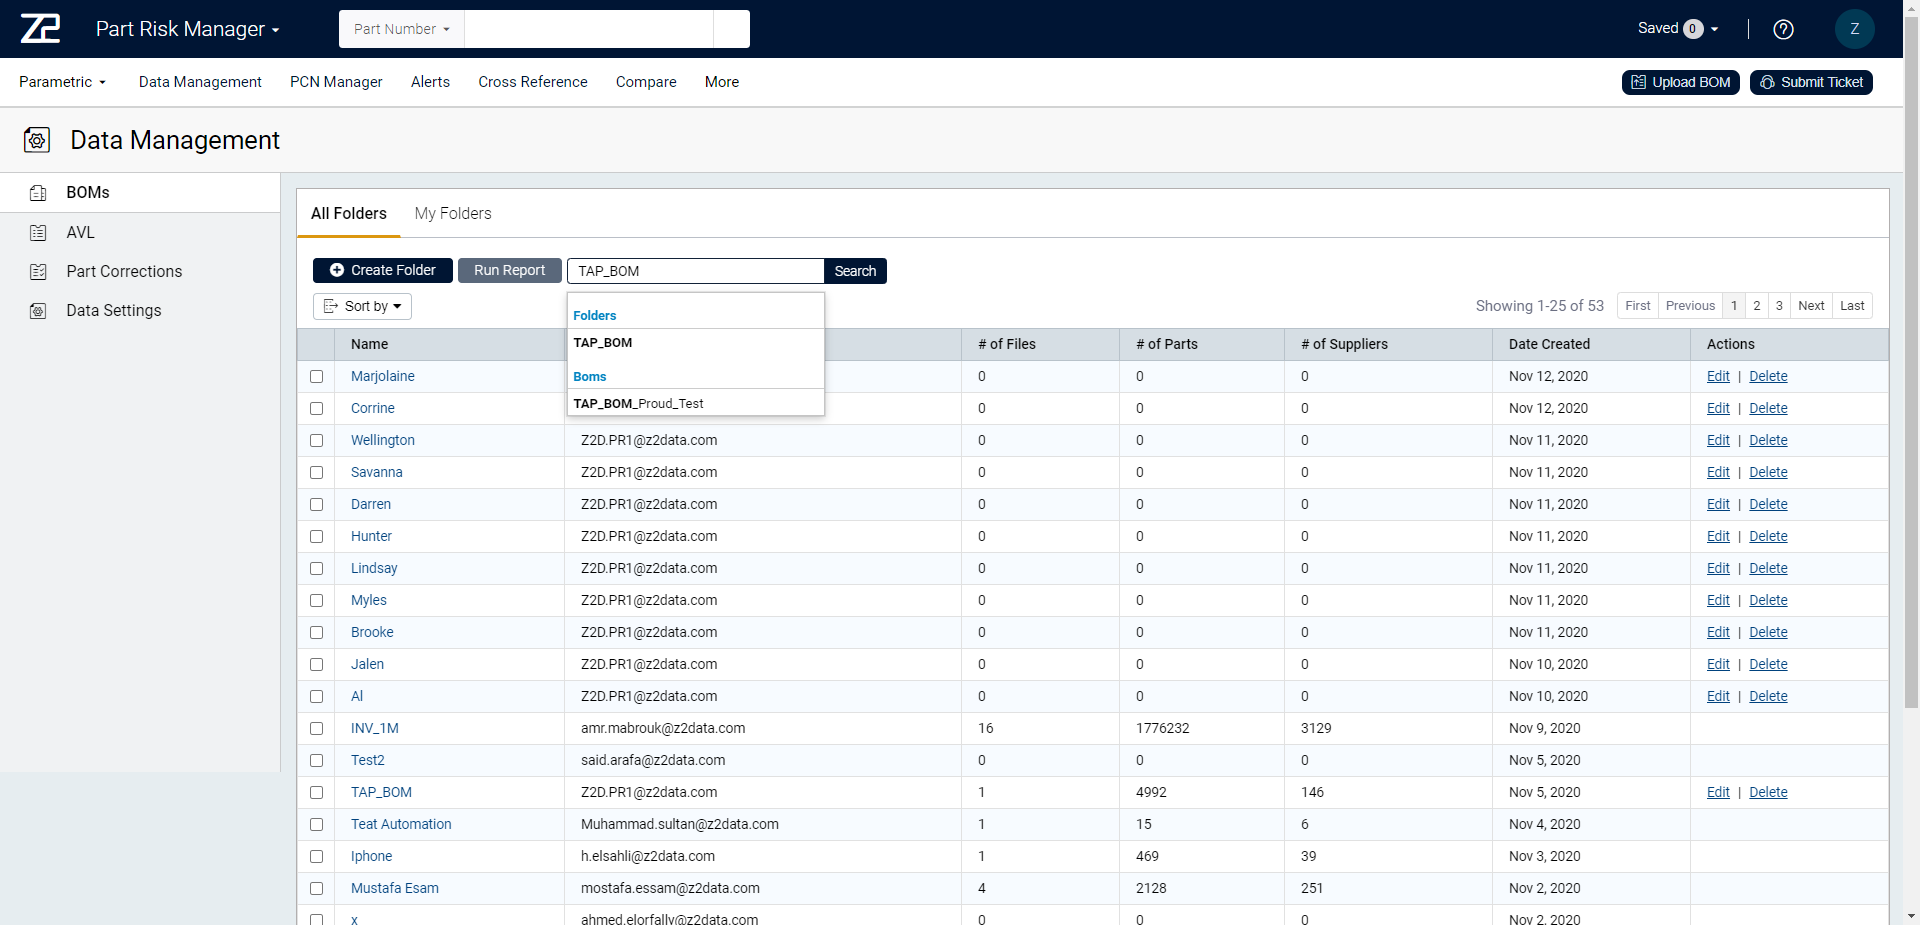 Z2 Part Risk Manager Part Number Saved 0 ? Z
Parametric Data Management PCN Manager Alerts Cross Reference Compare More Upload BOM Submit Ticket
Data Management
BOMs
AVL
Part Corrections
Data Settings
All Folders My Folders
Create Folder Run Report TAP_BOM Search
Sort by Showing 1-25 of 53 First Previous 1 2 3 Next Last
Folders
TAP_BOM
Boms
TAP_BOM_Proud_Test
Name # of Files # of Parts # of Suppliers Date Created Actions
Marjolaine 0 0 0 Nov 12, 2020 Edit | Delete
Corrine 0 0 0 Nov 12, 2020 Edit | Delete
Wellington Z2D.PR1@z2data.com 0 0 0 Nov 11, 2020 Edit | Delete
Savanna Z2D.PR1@z2data.com 0 0 0 Nov 11, 2020 Edit | Delete
Darren Z2D.PR1@z2data.com 0 0 0 Nov 11, 2020 Edit | Delete
Hunter Z2D.PR1@z2data.com 0 0 0 Nov 11, 2020 Edit | Delete
Lindsay Z2D.PR1@z2data.com 0 0 0 Nov 11, 2020 Edit | Delete
Myles Z2D.PR1@z2data.com 0 0 0 Nov 11, 2020 Edit | Delete
Brooke Z2D.PR1@z2data.com 0 0 0 Nov 11, 2020 Edit | Delete
Jalen Z2D.PR1@z2data.com 0 0 0 Nov 10, 2020 Edit | Delete
Al Z2D.PR1@z2data.com 0 0 0 Nov 10, 2020 Edit | Delete
INV_1M amr.mabrouk@z2data.com 16 1776232 3129 Nov 9, 2020
Test2 said.arafa@z2data.com 0 0 0 Nov 5, 2020
TAP_BOM Z2D.PR1@z2data.com 1 4992 146 Nov 5, 2020 Edit | Delete
Teat Automation Muhammad.sultan@z2data.com 1 15 6 Nov 4, 2020
Iphone h.elsahli@z2data.com 1 469 39 Nov 3, 2020
Mustafa Esam mostafa.essam@z2data.com 4 2128 251 Nov 2, 2020
x ahmed.elorfally@z2data.com 0 0 0 Nov 2, 2020